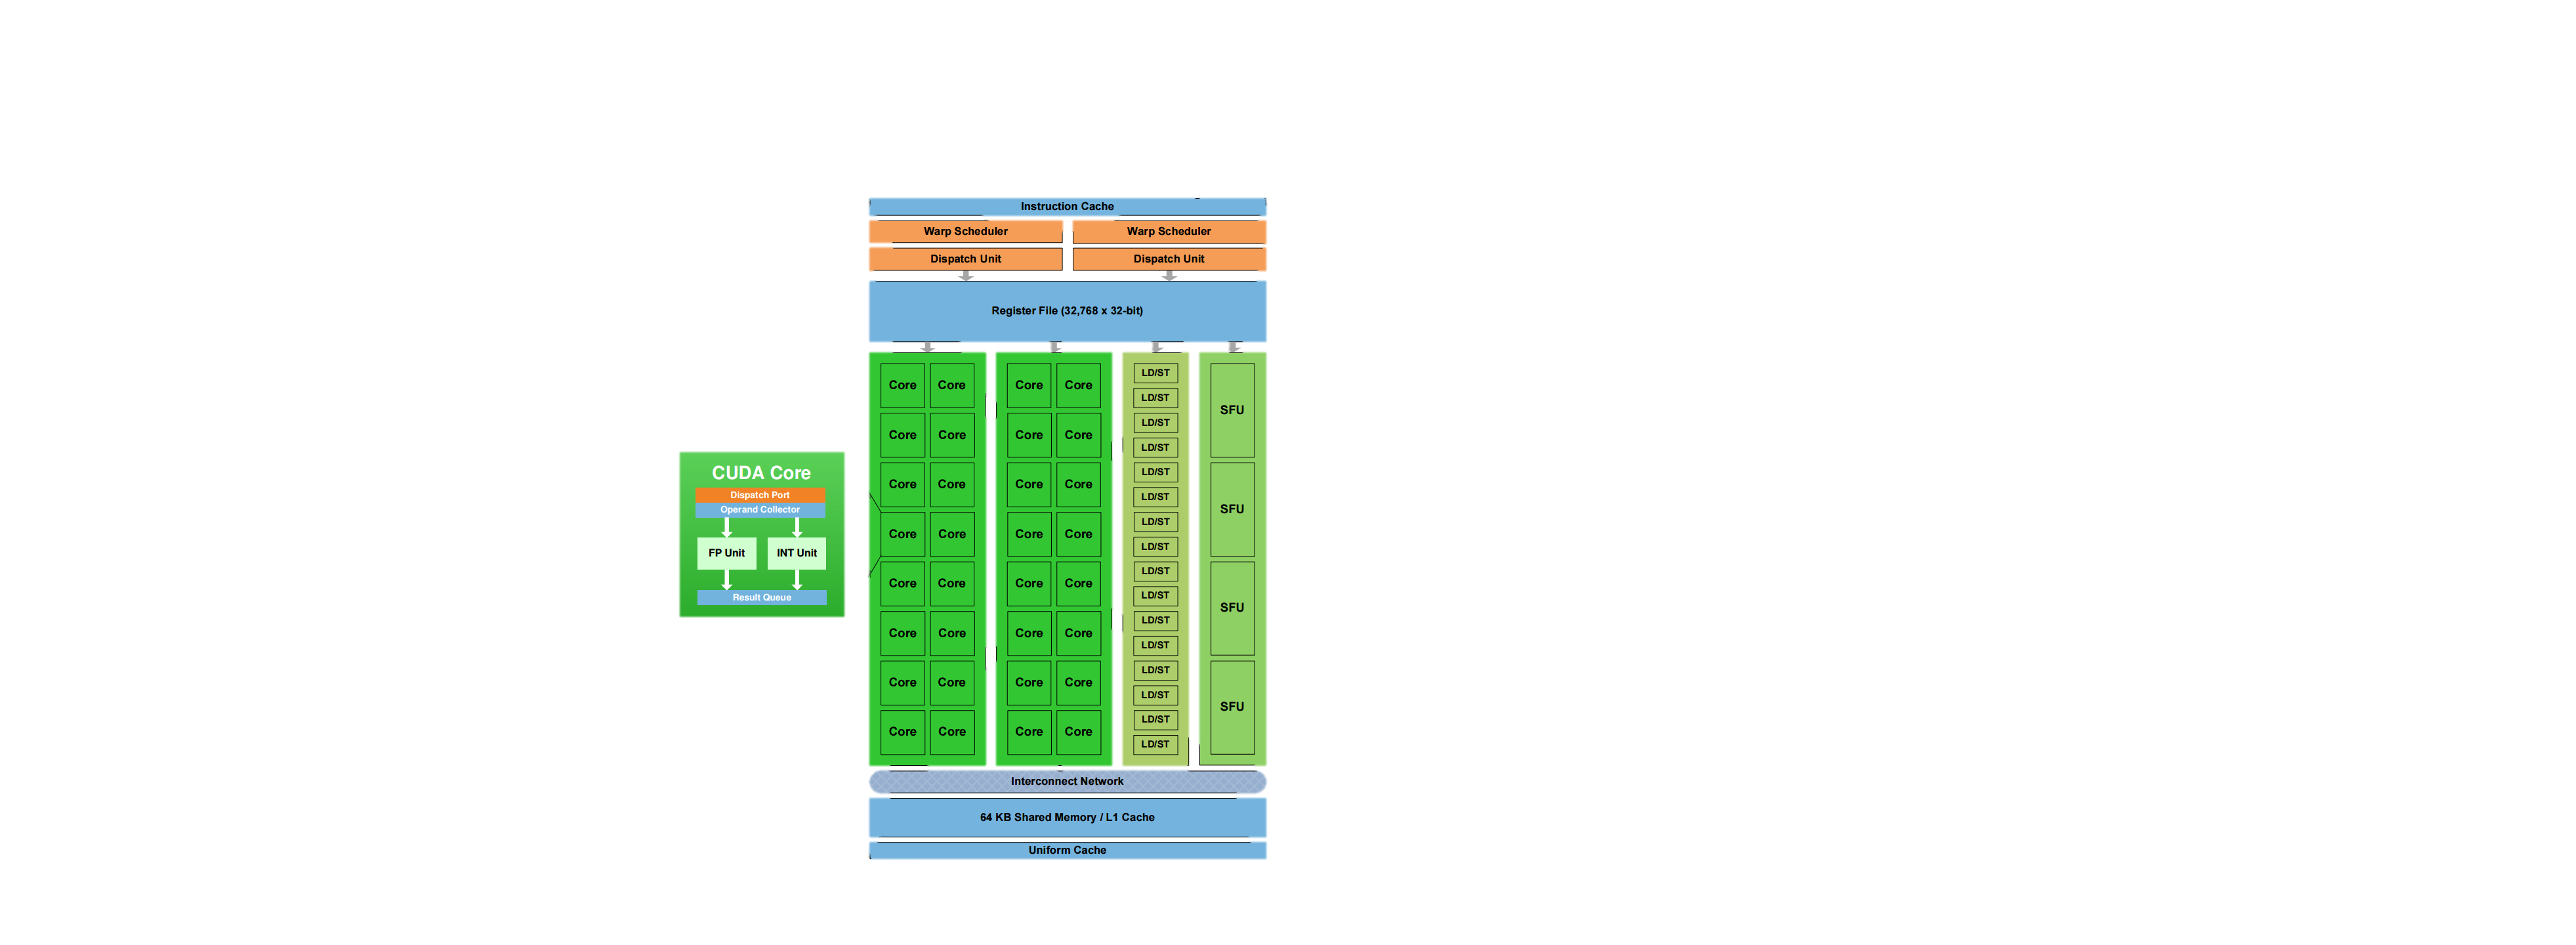 Instruction Cache
Warp Scheduler Warp Scheduler
Dispatch Unit Dispatch Unit
Register File (32,768 x 32-bit)
Core Core Core Core LD/ST
LD/ST SFU
Core Core Core Core LD/ST
LD/ST
Core Core Core Core LD/ST
LD/ST SFU
Core Core Core Core LD/ST
LD/ST
Core Core Core Core LD/ST
LD/ST SFU
Core Core Core Core LD/ST
LD/ST
Core Core Core Core LD/ST
LD/ST SFU
Core Core Core Core LD/ST
LD/ST
Interconnect Network
64 KB Shared Memory / L1 Cache
Uniform Cache
CUDA Core
Dispatch Port
Operand Collector
FP Unit INT Unit
Result Queue